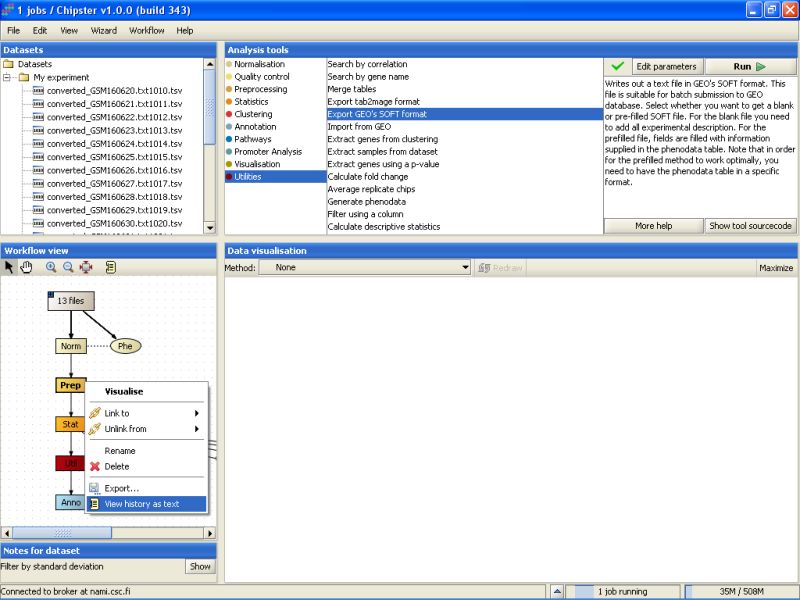 1 jobs / Chipster v1.0.0 (build 343)
File Edit View Wizard Workflow Help
Datasets
Datasets
My experiment
converted_GSM160620.txt1010.tsv
converted_GSM160621.txt1011.tsv
converted_GSM160622.txt1012.tsv
converted_GSM160623.txt1013.tsv
converted_GSM160624.txt1014.tsv
converted_GSM160625.txt1015.tsv
converted_GSM160626.txt1016.tsv
converted_GSM160627.txt1017.tsv
converted_GSM160628.txt1018.tsv
converted_GSM160629.txt1019.tsv
converted_GSM160630.txt1020.tsv
Analysis tools
Normalisation
Quality control
Preprocessing
Statistics
Clustering
Annotation
Pathways
Promoter Analysis
Visualisation
Utilities
Search by correlation
Search by gene name
Merge tables
Export tab2mage format
Export GEO's SOFT format
Import from GEO
Extract genes from clustering
Extract samples from dataset
Extract genes using a p-value
Calculate fold change
Average replicate chips
Generate phenodata
Filter using a column
Calculate descriptive statistics
Edit parameters Run
Writes out a text file in GEO's SOFT format. This
file is suitable for batch submission to GEO
database. Select whether you want to get a blank
or pre-filled SOFT file. For the blank file you need
to add all experimental description. For the
prefilled file, fields are filled with information
supplied in the phenodata table. Note that in order
for the prefilled method to work optimally, you
need to have the phenodata table in a specific
format.
More help Show tool sourcecode
Workflow view
13 files
Norm Phe
Prep
Stat
Util
Anno
Visualise
Link to
Unlink from
Rename
Delete
Export...
View history as text
Data visualisation
Method: None Redraw Maximize
Notes for dataset
Filter by standard deviation Show
Connected to broker at nami.csc.fi 1 job running 35M / 508M